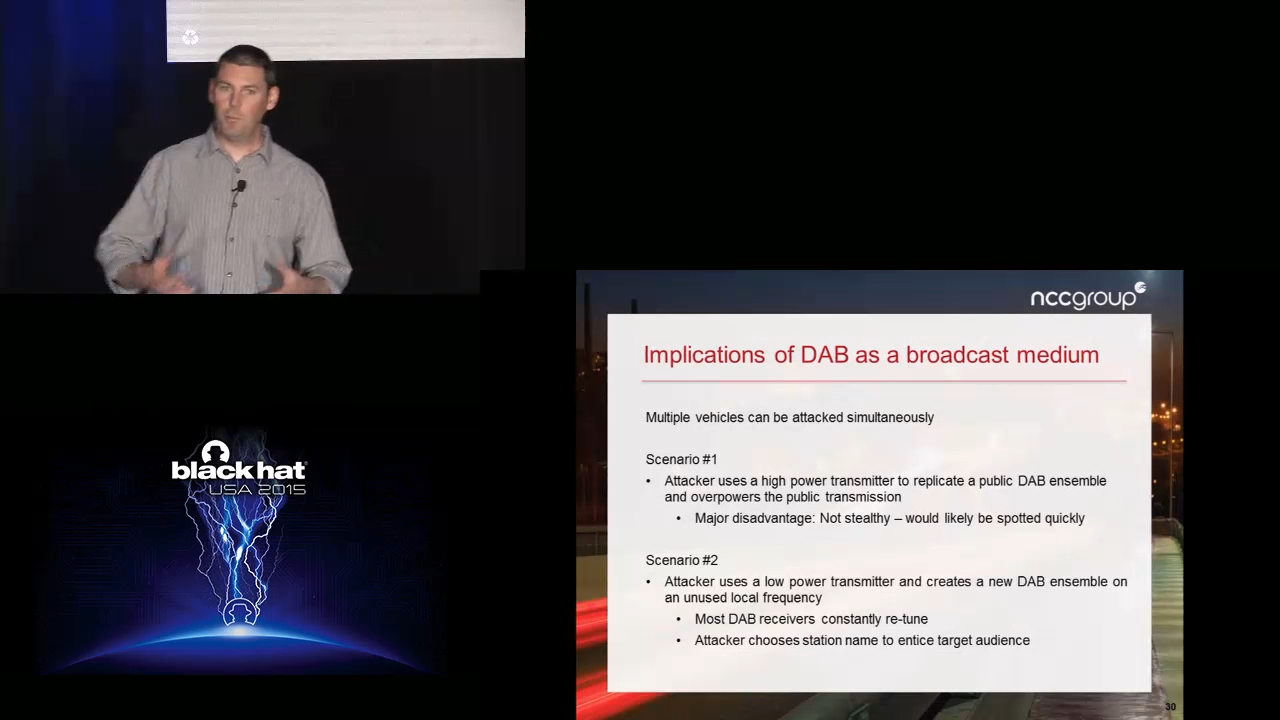 nccgroup
Implications of DAB as a broadcast medium
Multiple vehicles can be attacked simultaneously
Scenario #1
• Attacker uses a high power transmitter to replicate a public DAB ensemble
and overpowers the public transmission
• Major disadvantage: Not stealthy – would likely be spotted quickly
Scenario #2
• Attacker uses a low power transmitter and creates a new DAB ensemble on
an unused local frequency
• Most DAB receivers constantly re-tune
• Attacker chooses station name to entice target audience
30
black hat
USA 2015